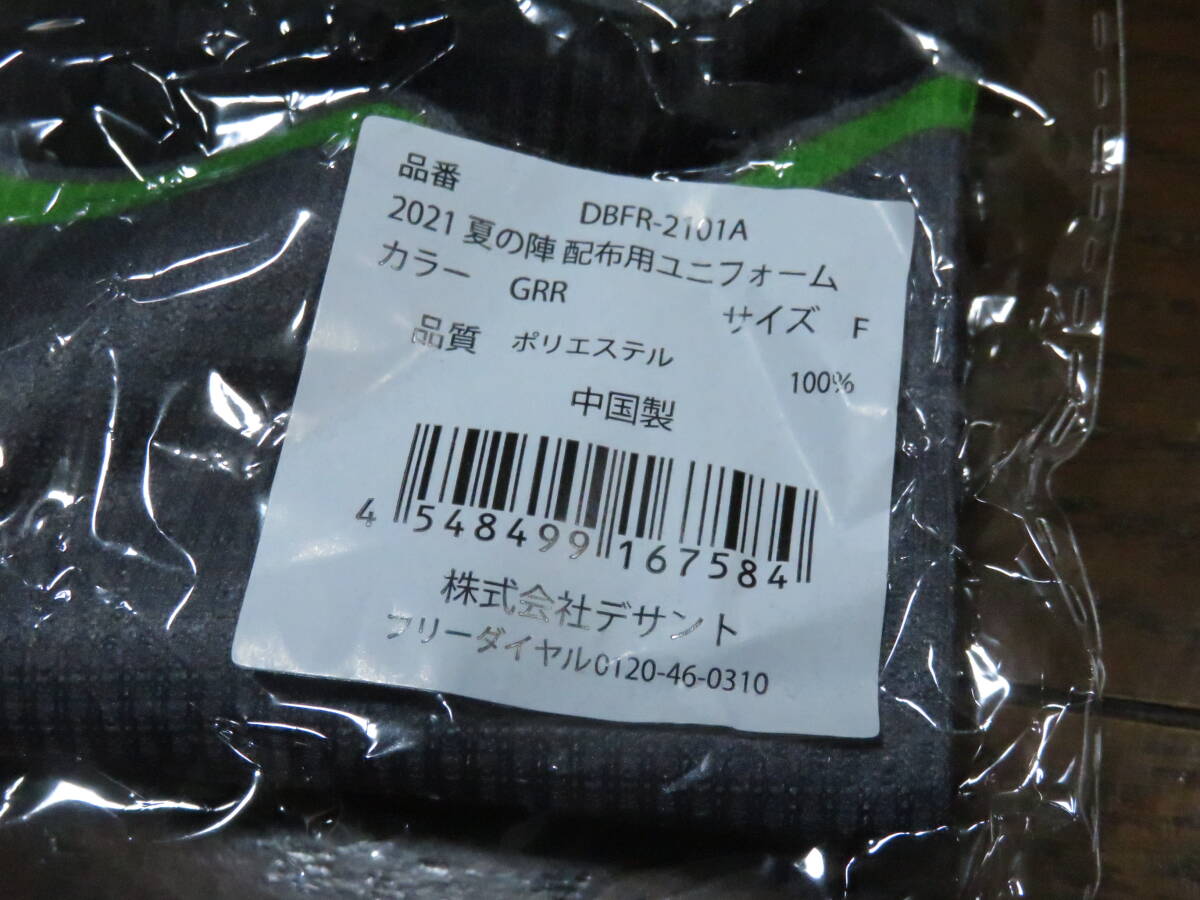 品番 DBFR-2101A
2021 夏の陣 配布用ユニフォーム
カラー GRR サイズ F
品質 ポリエステル 100%
中国製
4 548499 167584
株式会社デサント
フリーダイヤル0120-46-0310